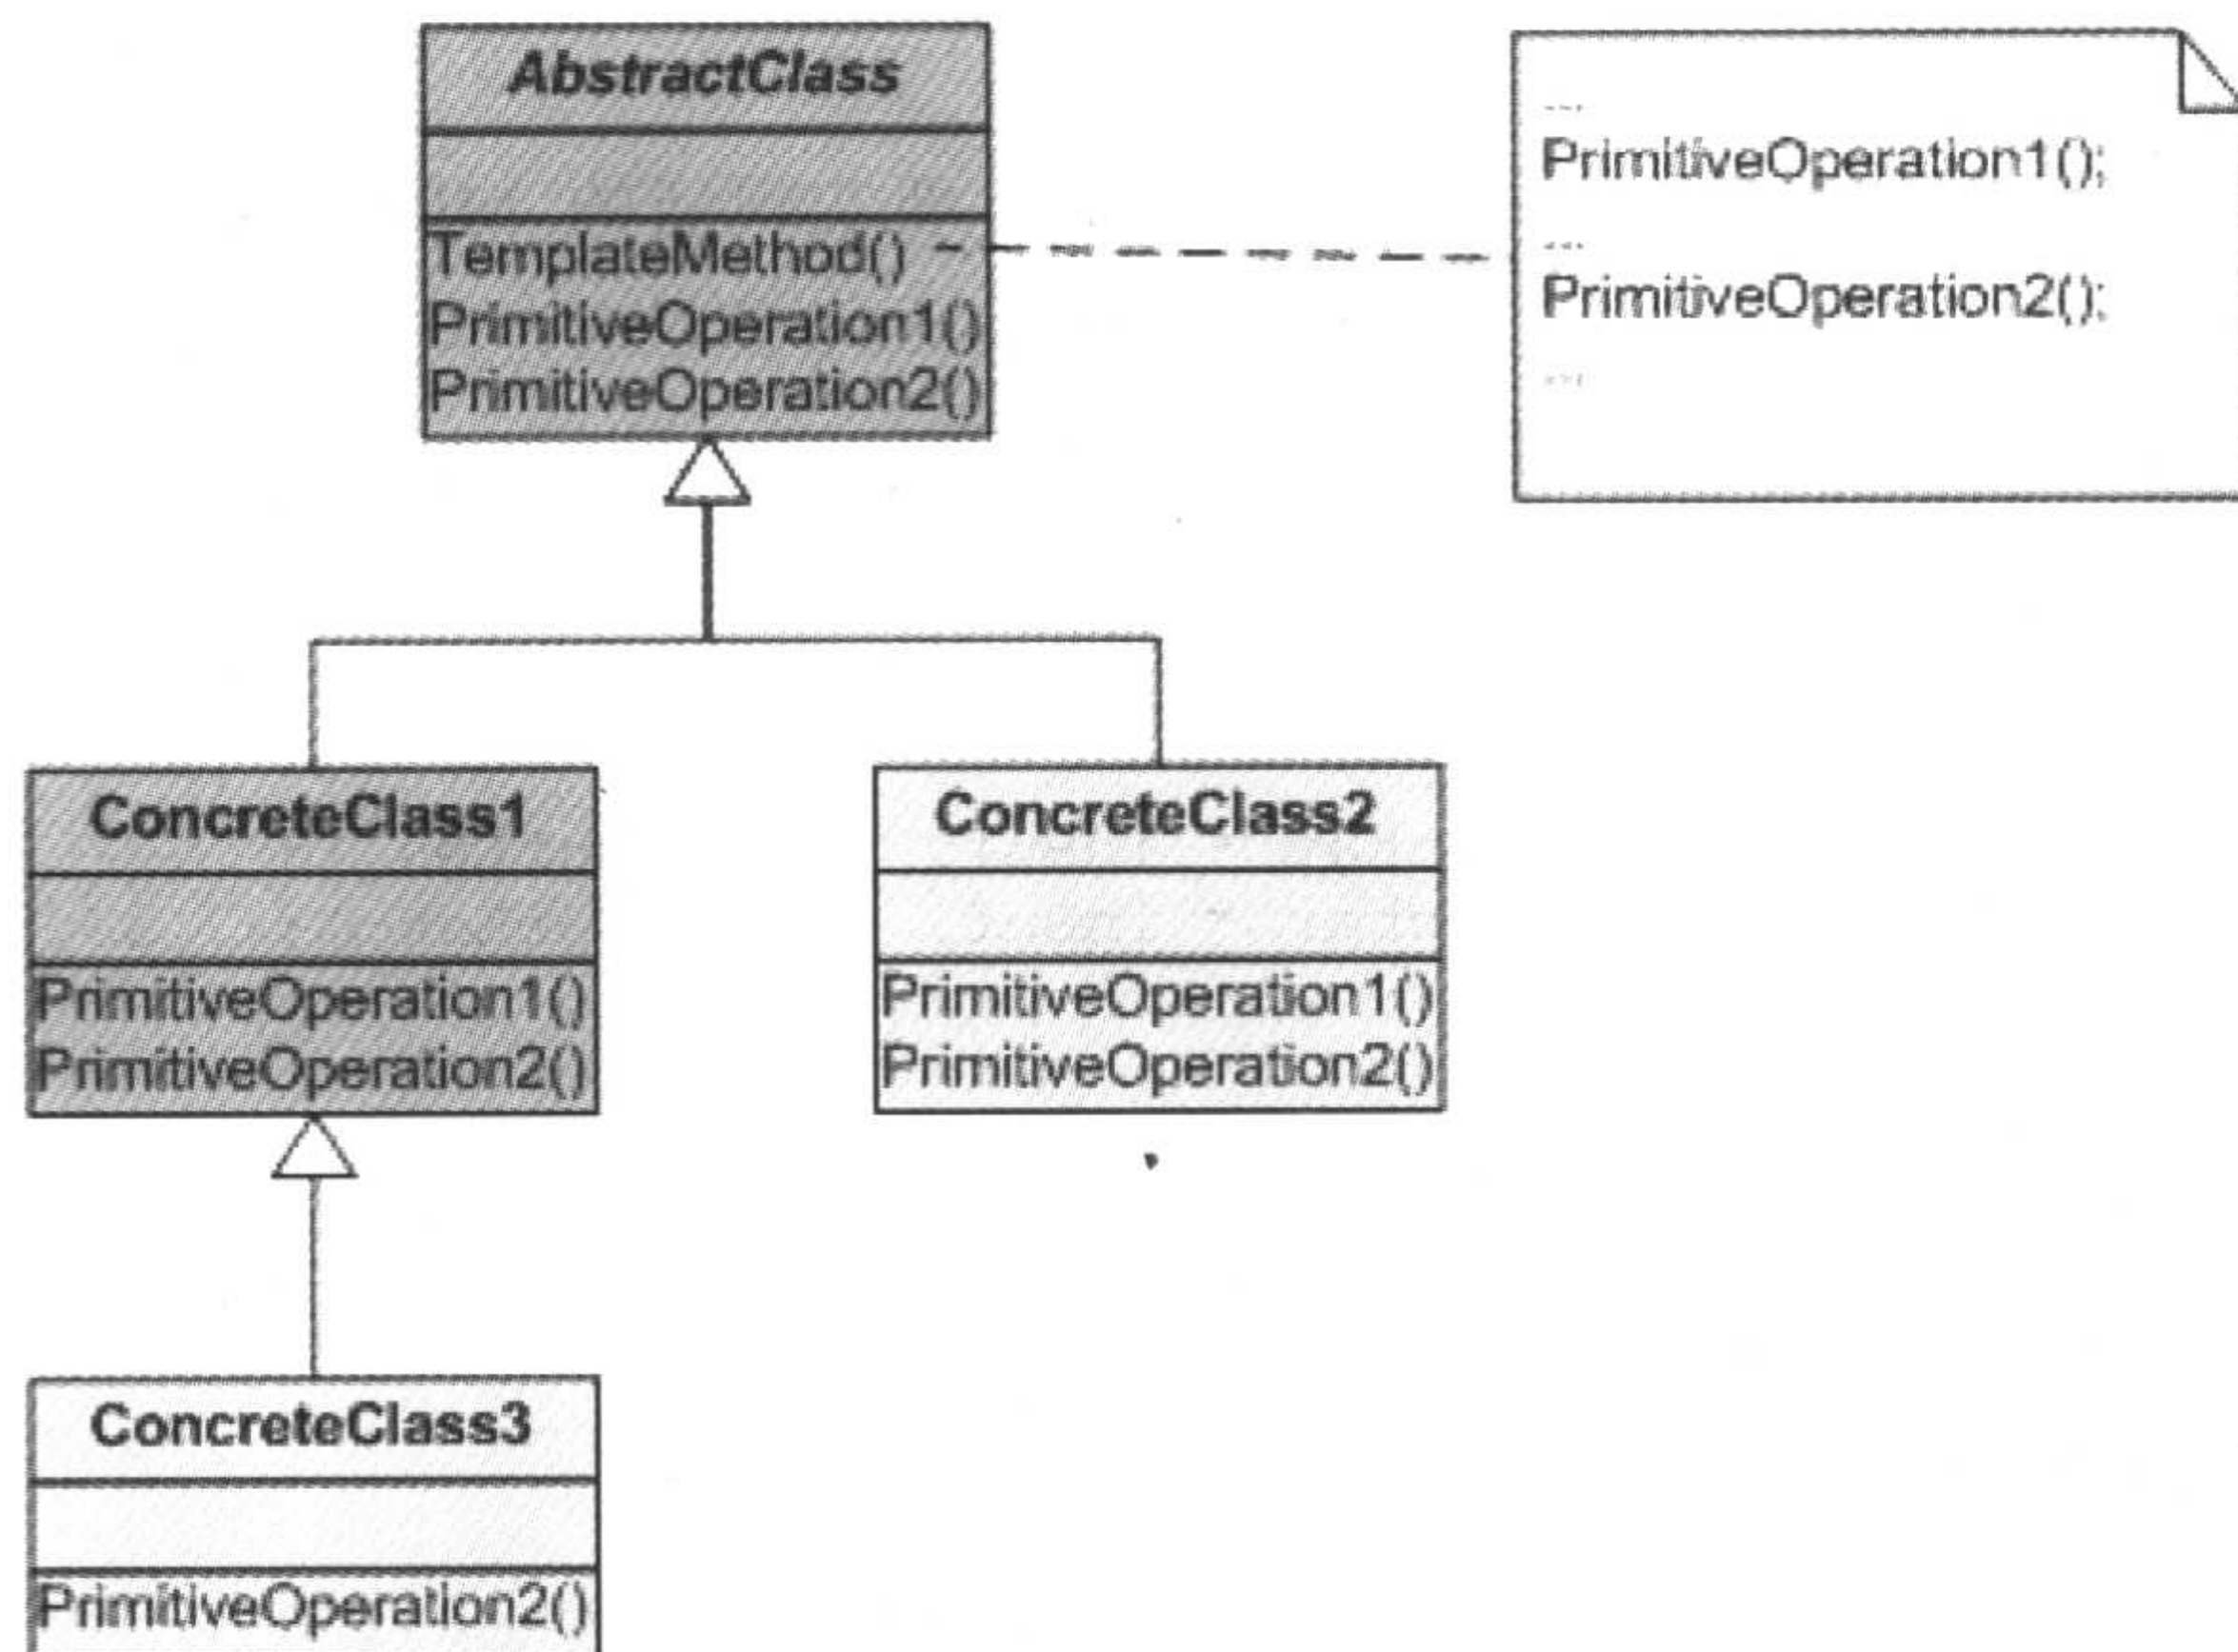 AbstractClass
TemplateMethod()
PrimitiveOperation1()
PrimitiveOperation2()
...
PrimitiveOperation1();
...
PrimitiveOperation2();
...
ConcreteClass1
PrimitiveOperation1()
PrimitiveOperation2()
ConcreteClass2
PrimitiveOperation1()
PrimitiveOperation2()
ConcreteClass3
PrimitiveOperation2()